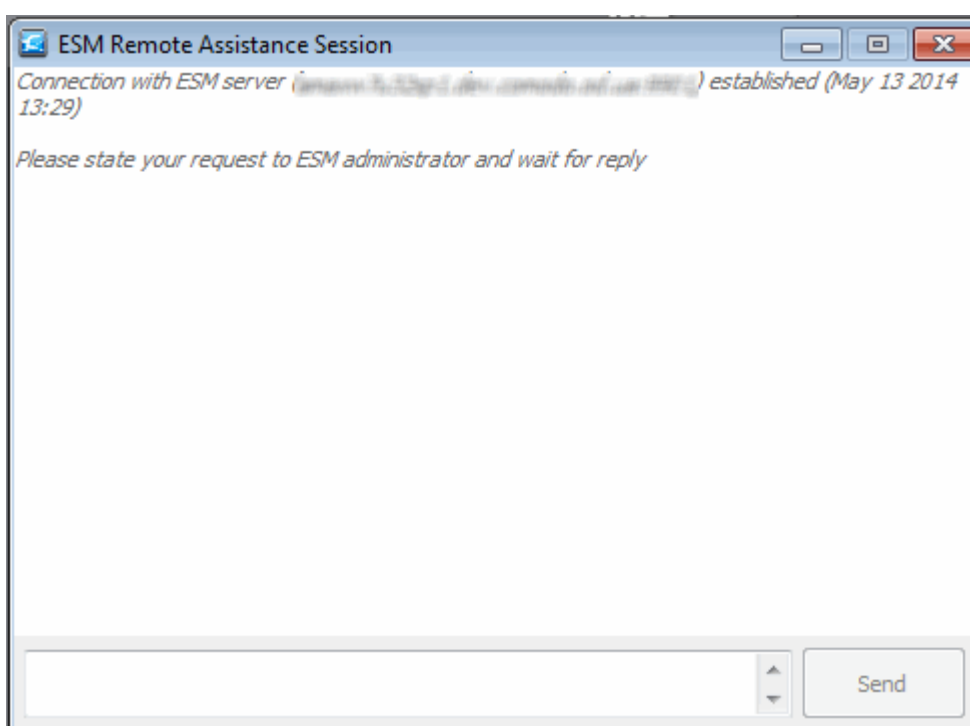 ESM Remote Assistance Session
Connection with ESM server ( ) established (May 13 2014
13:29)
Please state your request to ESM administrator and wait for reply
Send